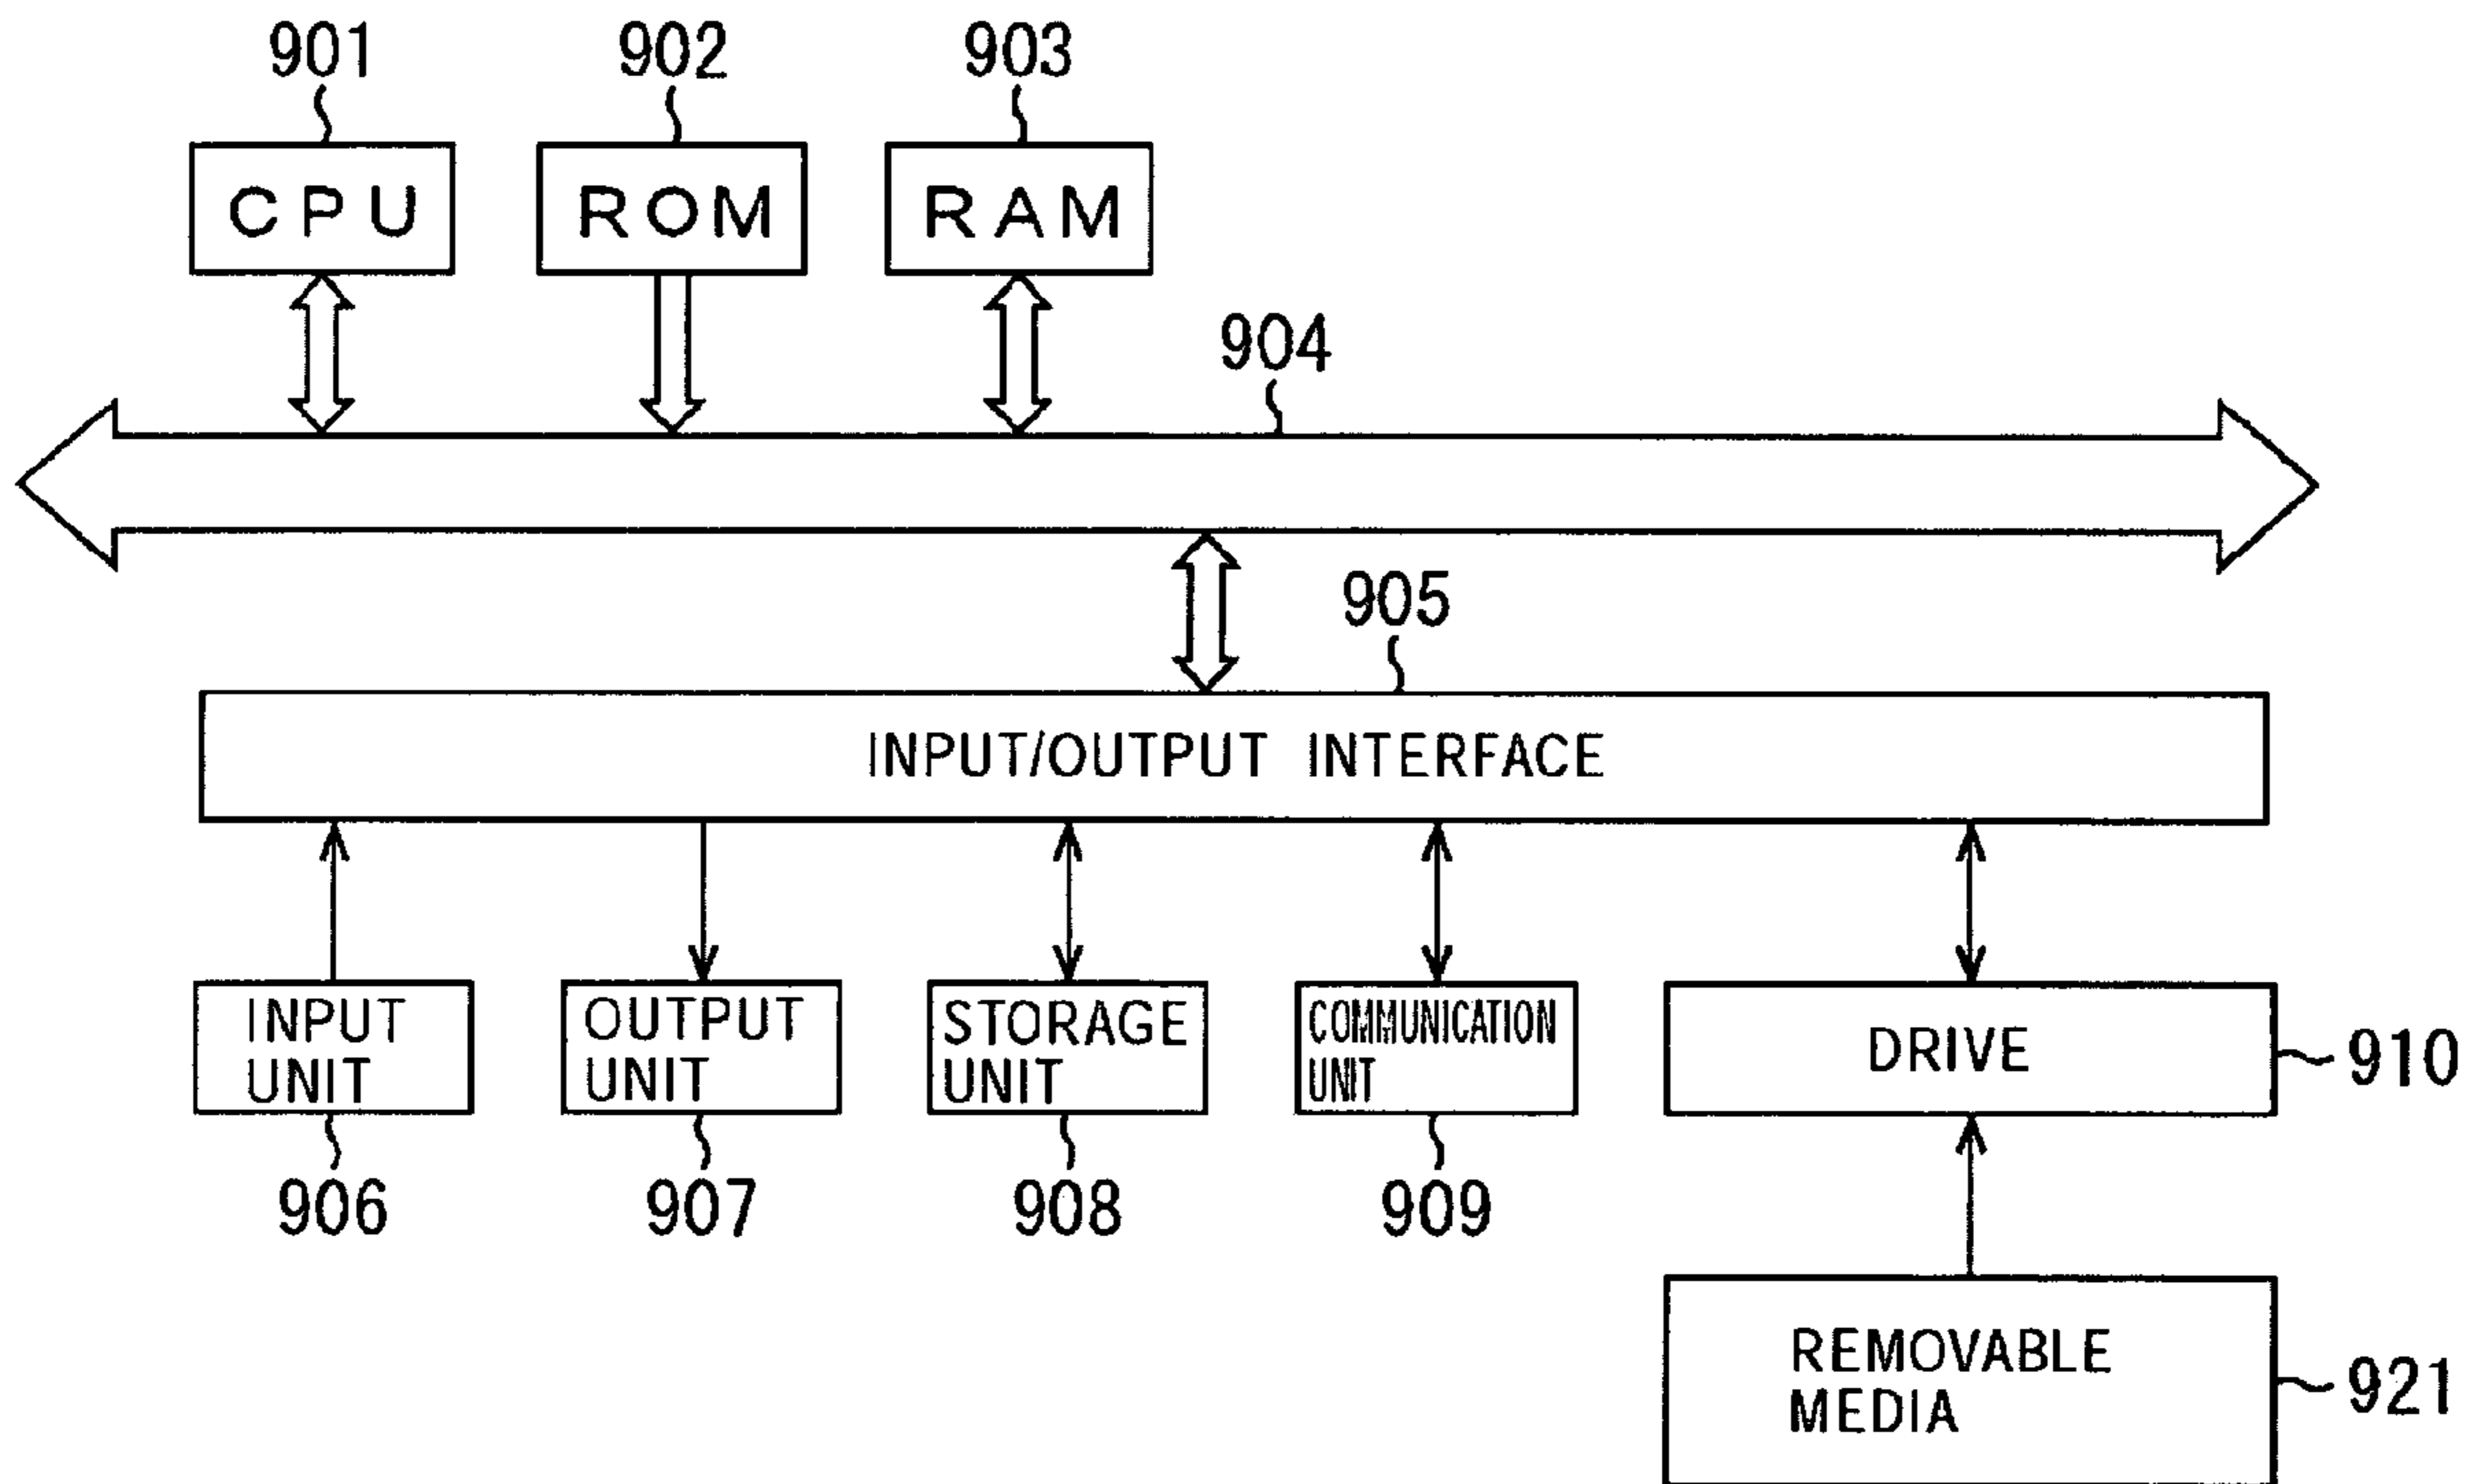 901
902
903
CPU
ROM
RAM
904
905
INPUT/OUTPUT INTERFACE
INPUT
UNIT
OUTPUT
UNIT
STORAGE
UNIT
COMMUNICATION
UNIT
DRIVE
910
906
907
908
909
REMOVABLE
MEDIA
921